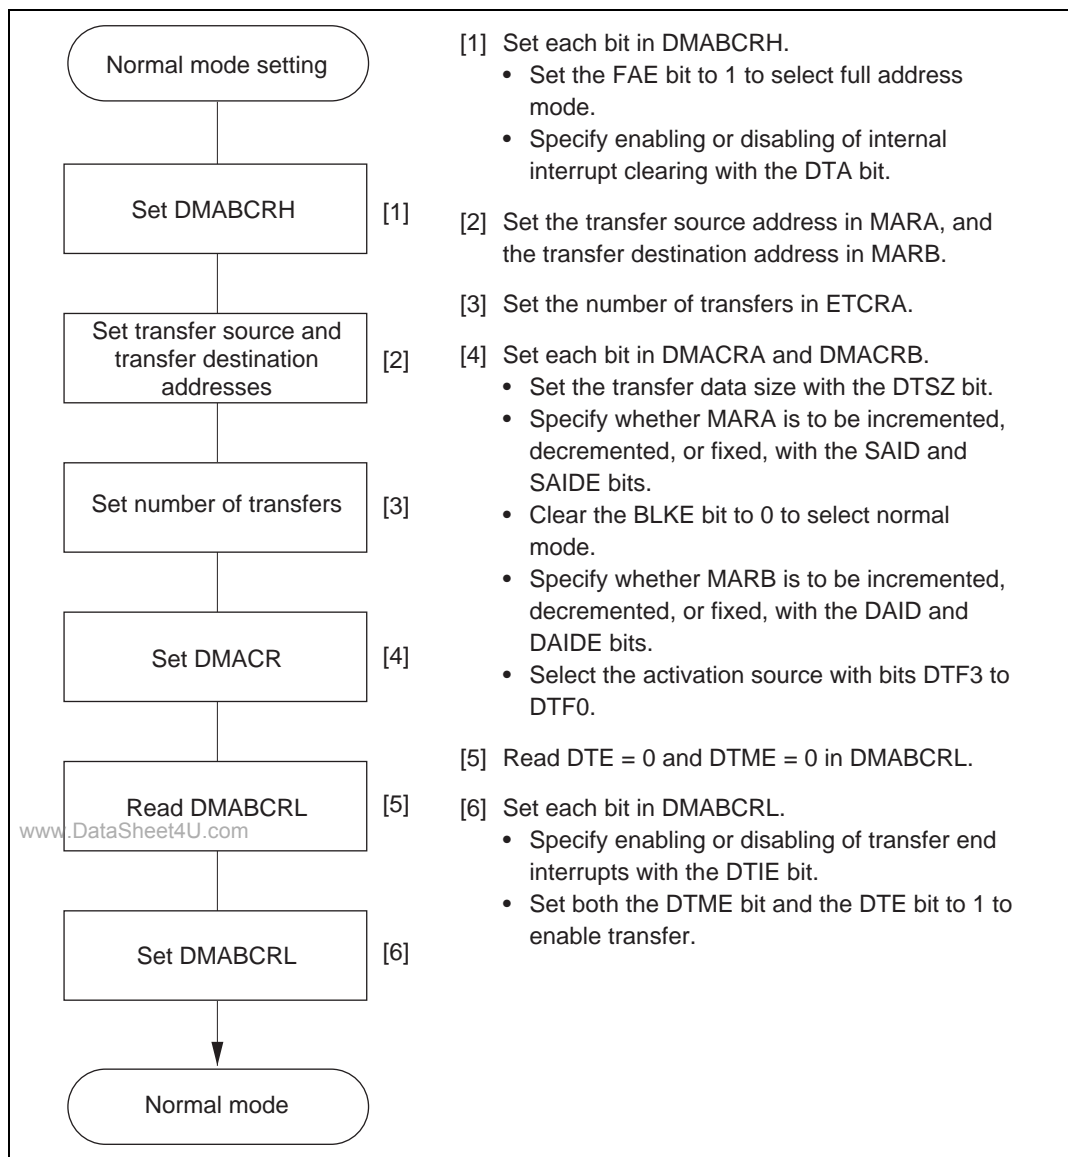 Normal mode setting
Set DMABCRH [1]
Set transfer source and
transfer destination
addresses
[2]
Set number of transfers [3]
Set DMACR [4]
Read DMABCRL [5]
www.DataSheet4U.com
Set DMABCRL [6]
Normal mode
[1] Set each bit in DMABCRH.
• Set the FAE bit to 1 to select full address
mode.
• Specify enabling or disabling of internal
interrupt clearing with the DTA bit.
[2] Set the transfer source address in MARA, and
the transfer destination address in MARB.
[3] Set the number of transfers in ETCRA.
[4] Set each bit in DMACRA and DMACRB.
• Set the transfer data size with the DTSZ bit.
• Specify whether MARA is to be incremented,
decremented, or fixed, with the SAID and
SAIDE bits.
• Clear the BLKE bit to 0 to select normal
mode.
• Specify whether MARB is to be incremented,
decremented, or fixed, with the DAID and
DAIDE bits.
• Select the activation source with bits DTF3 to
DTF0.
[5] Read DTE = 0 and DTME = 0 in DMABCRL.
[6] Set each bit in DMABCRL.
• Specify enabling or disabling of transfer end
interrupts with the DTIE bit.
• Set both the DTME bit and the DTE bit to 1 to
enable transfer.